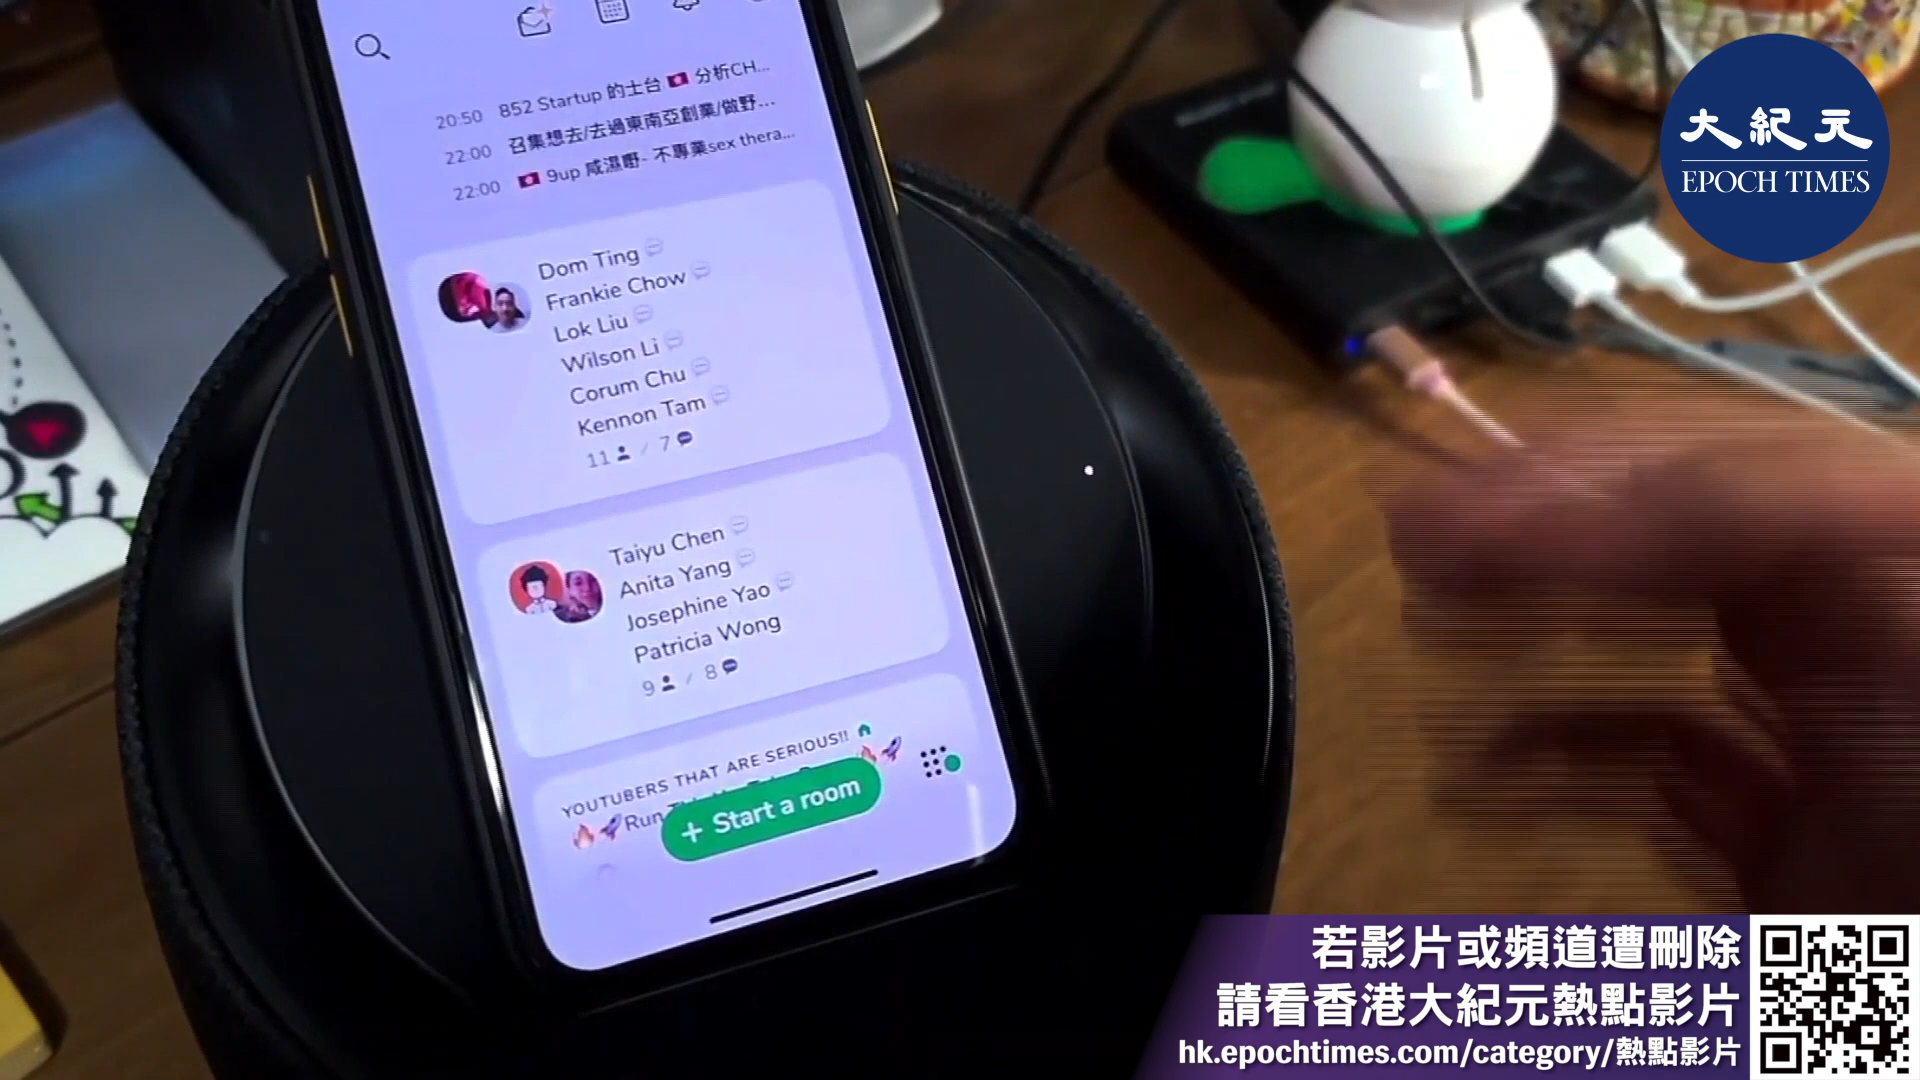 20:50 852 Startup 的士台 🇭🇰 分析CH...
22:00 召集想去/去過東南亞創業/做野...
22:00 🇭🇰 9up 咸濕嘢- 不專業sex thera...
Dom Ting
Frankie Chow
Lok Liu
Wilson Li
Corum Chu
Kennon Tam
11 / 7
Taiyu Chen
Anita Yang
Josephine Yao
Patricia Wong
9 / 8
YOUTUBERS THAT ARE SERIOUS!!
🔥🚀Run
+ Start a room
大紀元
EPOCH TIMES
若影片或頻道遭刪除
請看香港大紀元熱點影片
hk.epochtimes.com/category/熱點影片